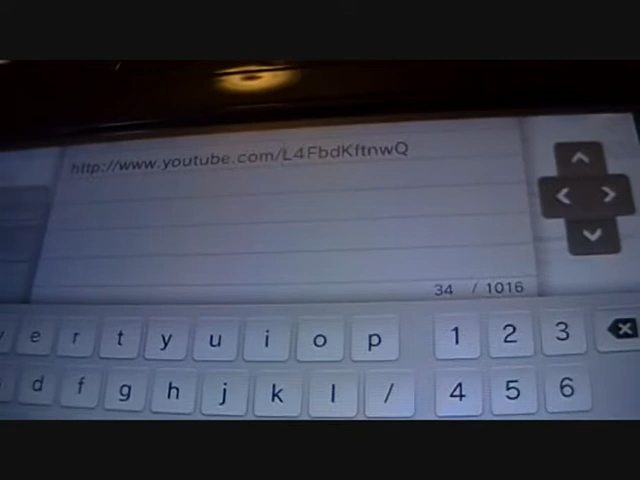 http://www.youtube.com/L4FbdKftnwQ
34 / 1016
e r t y u i o p 1 2 3
d f g h j k l / 4 5 6